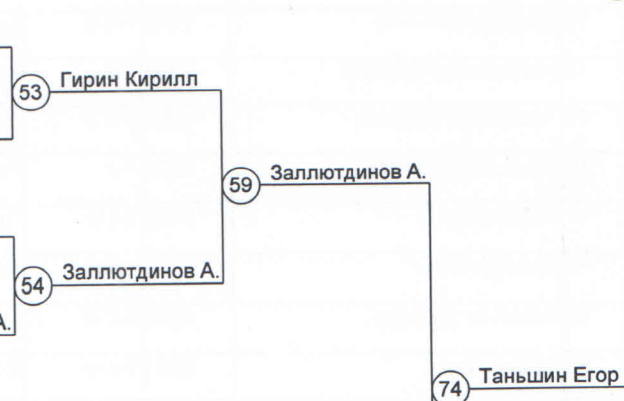 53 Гирин Кирилл
59 Заллютдинов А.
54 Заллютдинов А.
А.
74 Таньшин Егор